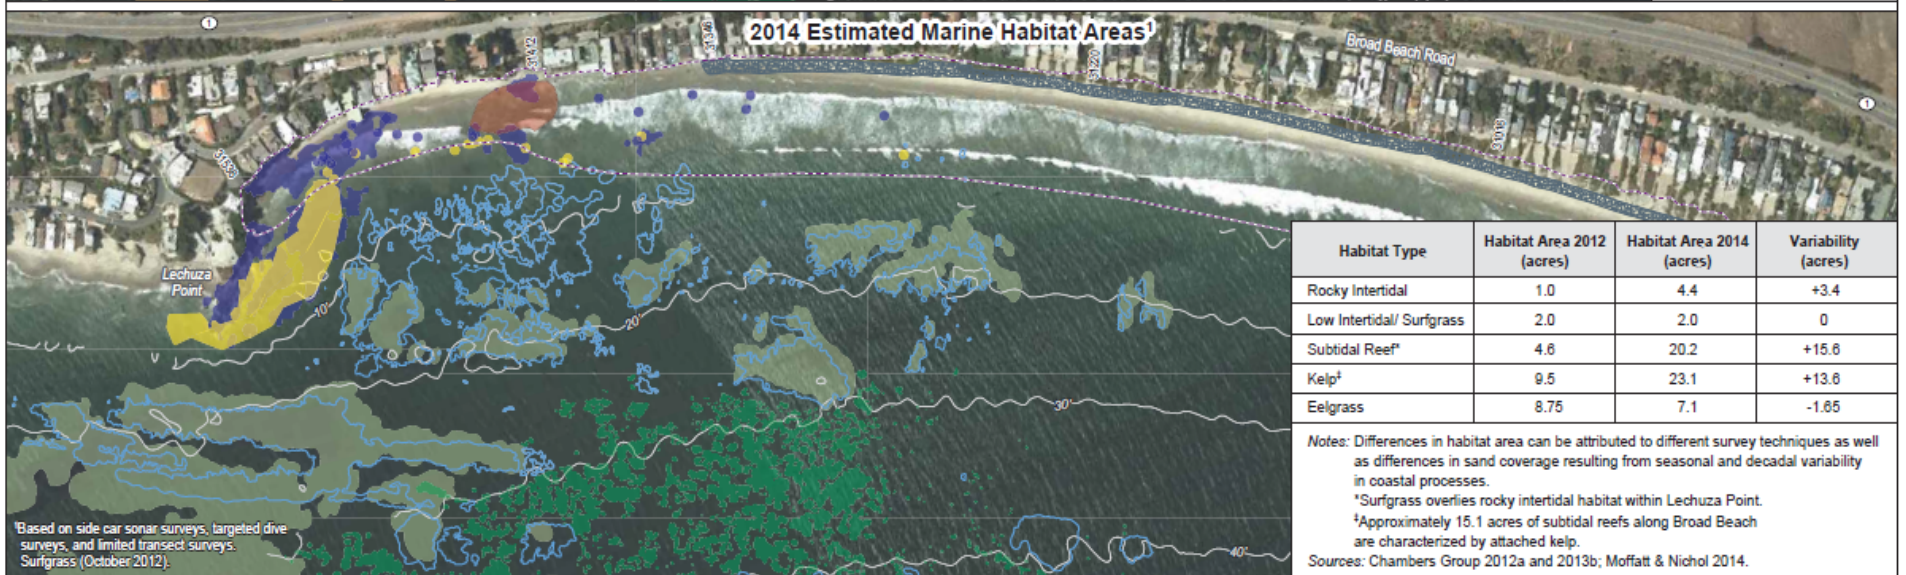 2014 Estimated Marine Habitat Areas¹
1
31412
31346
31220
Broad Beach Road
1
31018
31536
Lechuza
Point
10'
20'
30'
40'
¹Based on side car sonar surveys, targeted dive
surveys, and limited transect surveys.
Surfgrass (October 2012).
Habitat Type Habitat Area 2012 (acres) Habitat Area 2014 (acres) Variability (acres)
Rocky Intertidal 1.0 4.4 +3.4
Low Intertidal/ Surfgrass 2.0 2.0 0
Subtidal Reef* 4.6 20.2 +15.6
Kelp‡ 9.5 23.1 +13.6
Eelgrass 8.75 7.1 -1.65
Notes: Differences in habitat area can be attributed to different survey techniques as well
as differences in sand coverage resulting from seasonal and decadal variability
in coastal processes.
*Surfgrass overlies rocky intertidal habitat within Lechuza Point.
‡Approximately 15.1 acres of subtidal reefs along Broad Beach
are characterized by attached kelp.
Sources: Chambers Group 2012a and 2013b; Moffatt & Nichol 2014.